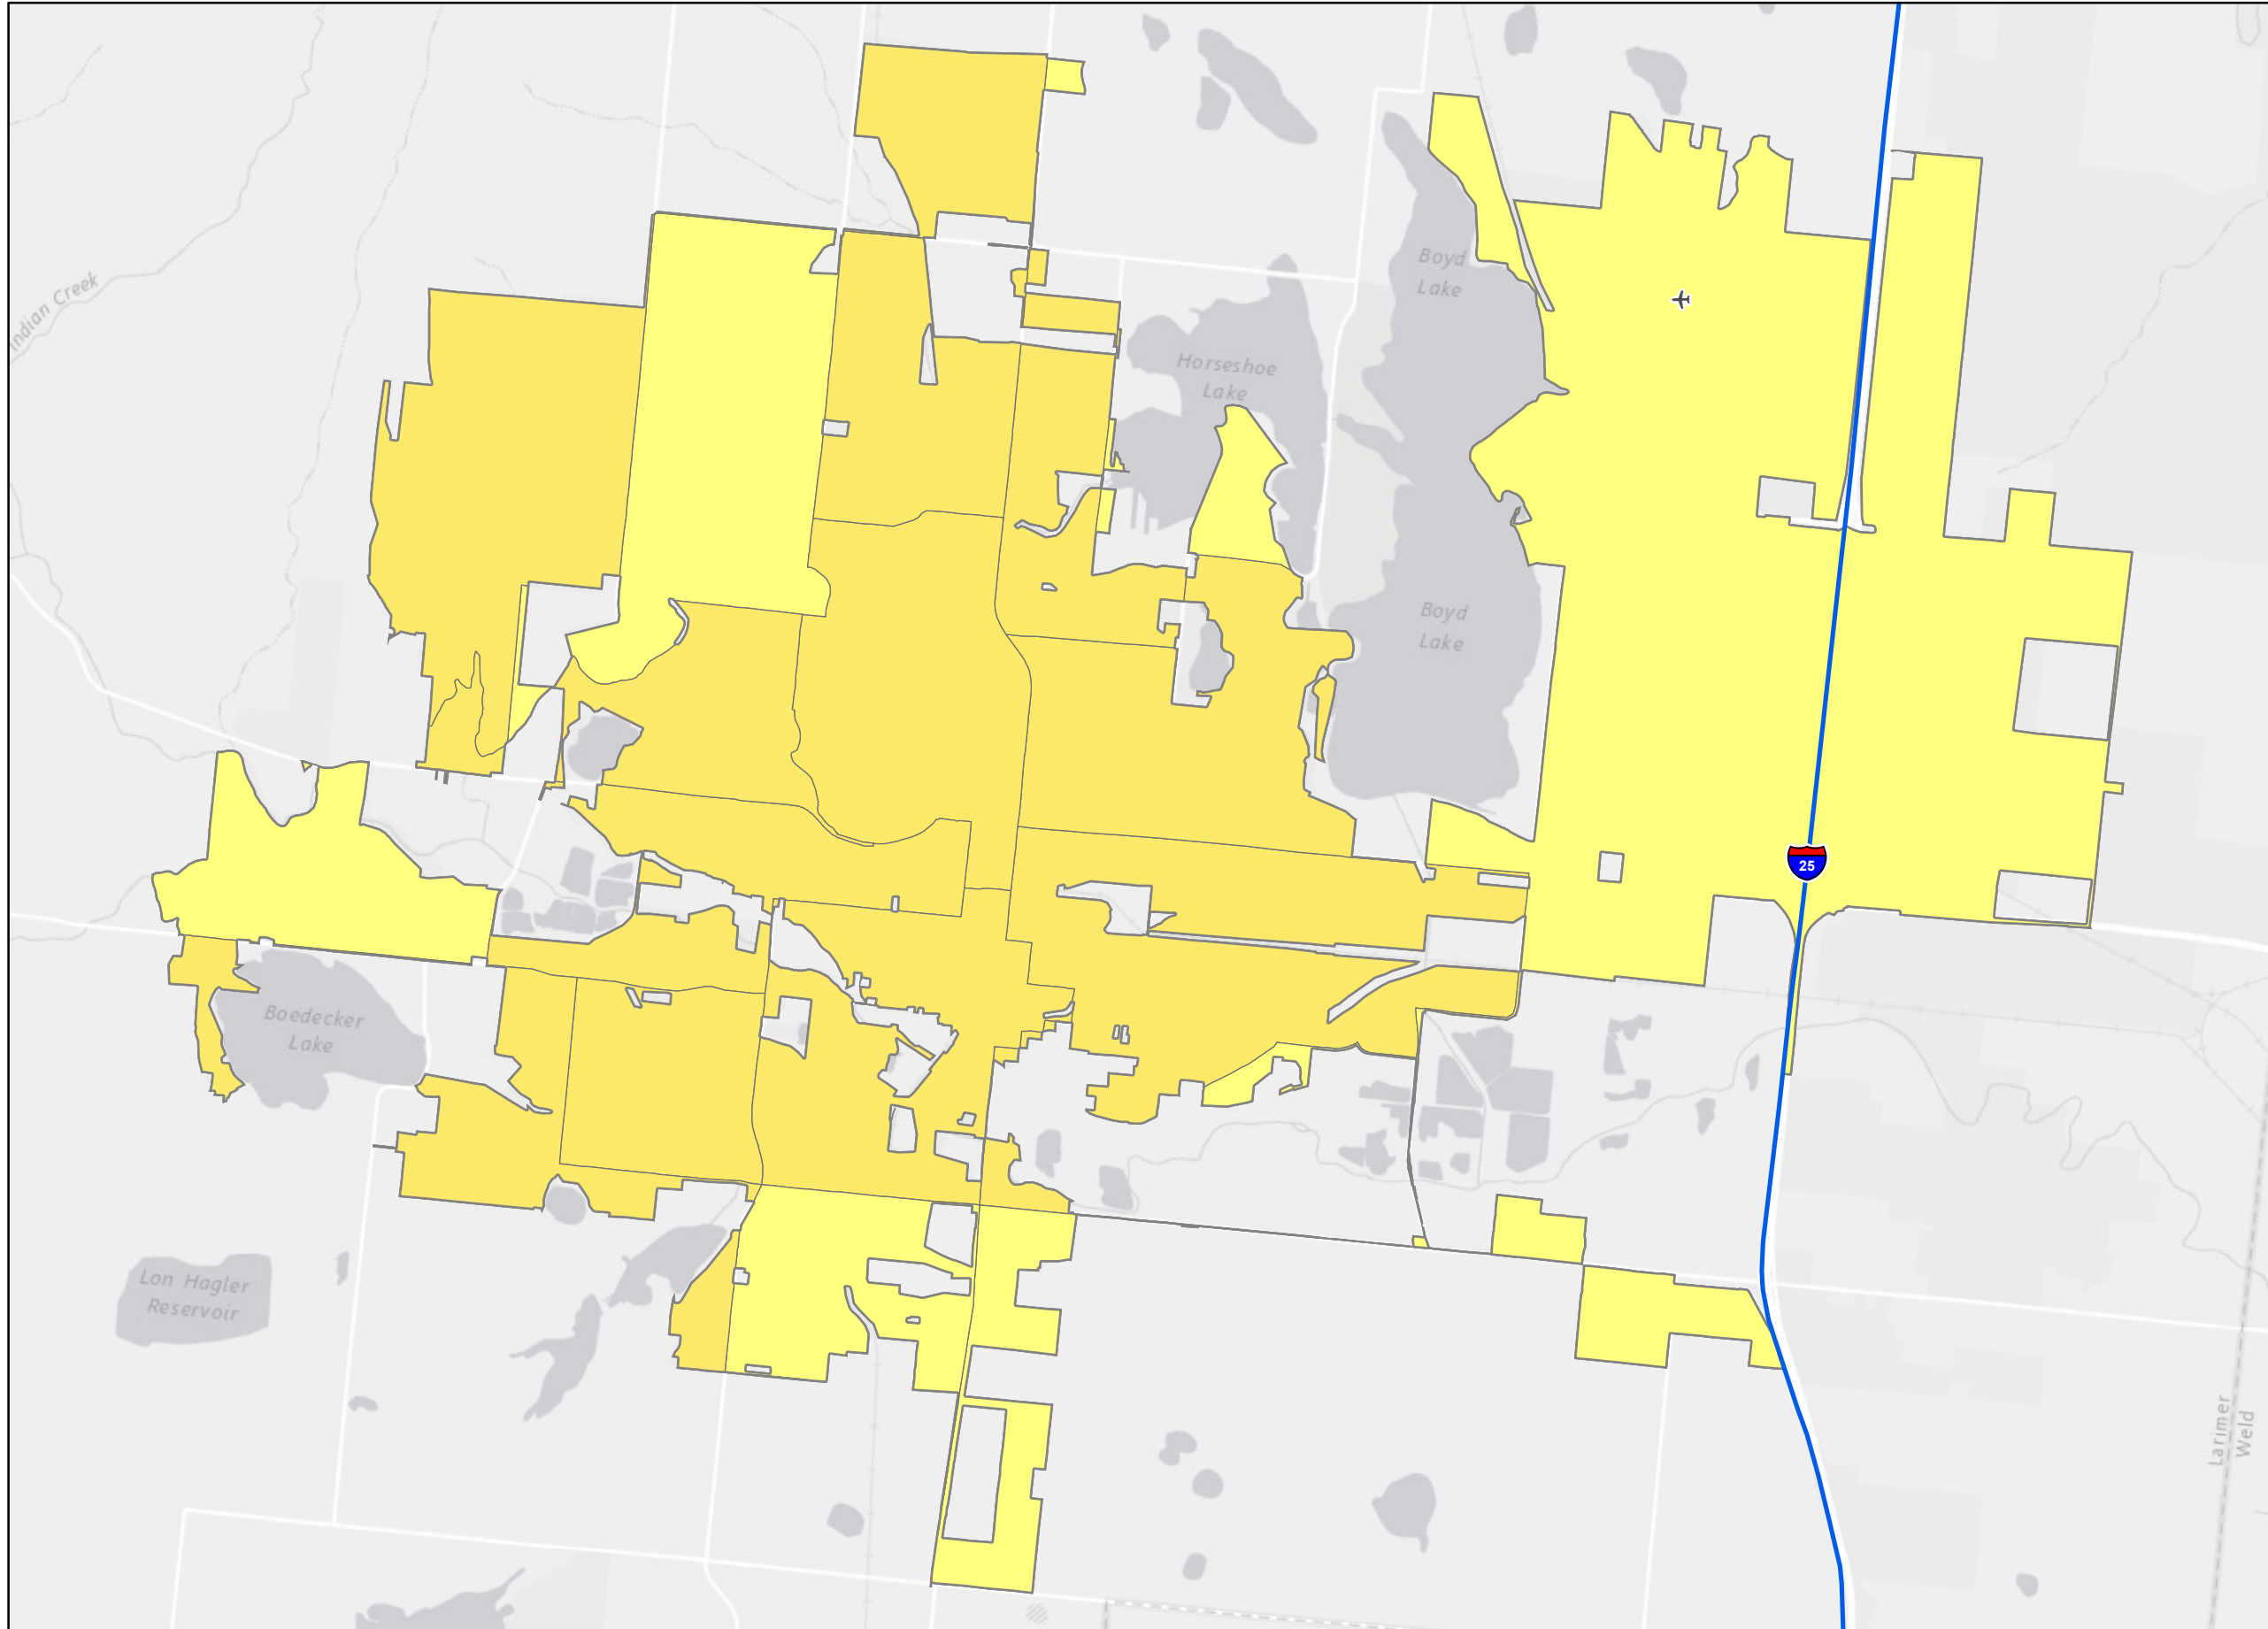 Boyd
Lake
Indian Creek
Horseshoe
Lake
Boyd
Lake
25
Boedecker
Lake
Lon Hagler
Reservoir
Larimer
Weld